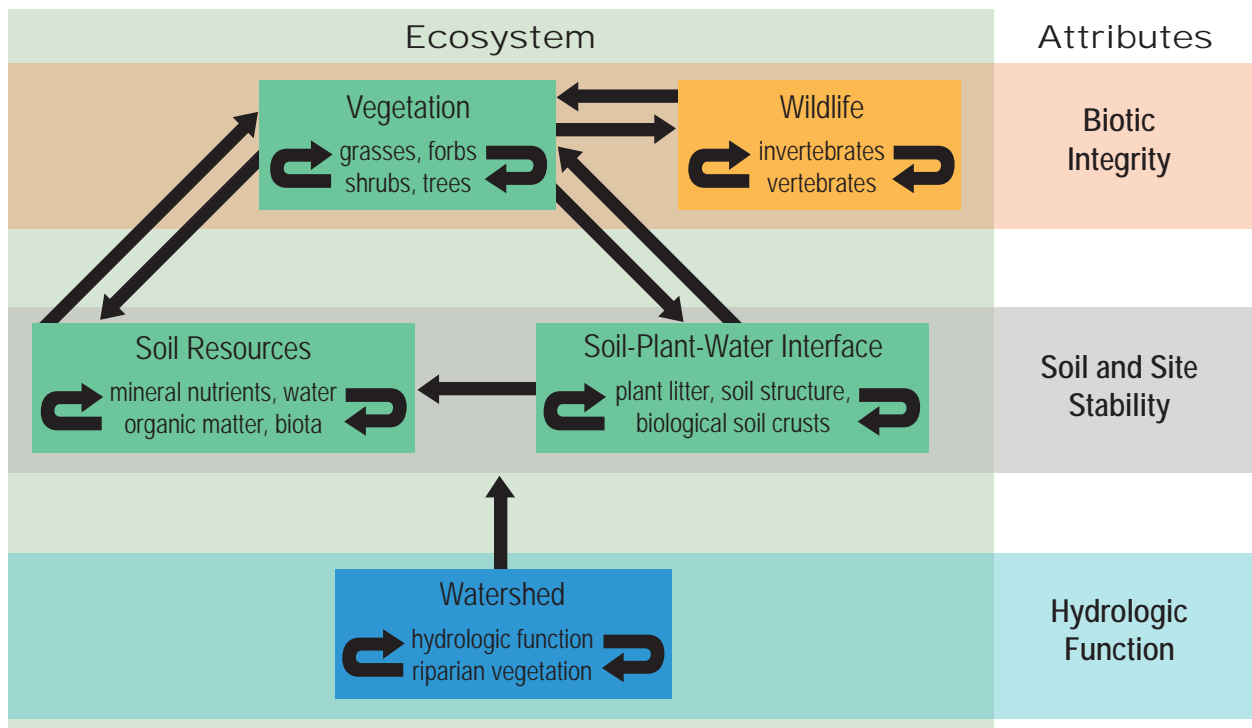 Ecosystem
Attributes
Vegetation
grasses, forbs
shrubs, trees
Wildlife
invertebrates
vertebrates
Biotic
Integrity
Soil Resources
mineral nutrients, water
organic matter, biota
Soil-Plant-Water Interface
plant litter, soil structure,
biological soil crusts
Soil and Site
Stability
Watershed
hydrologic function
riparian vegetation
Hydrologic
Function